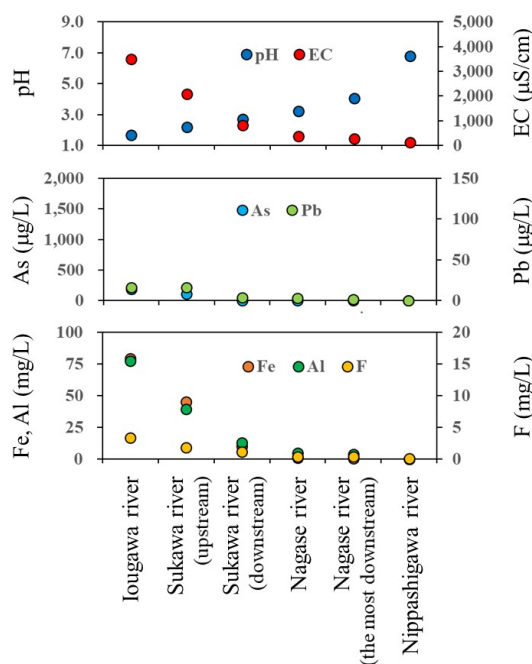 9.0
7.0
5.0
3.0
1.0
pH
pH EC
5,000
4,000
3,000
2,000
1,000
0
EC (μS/cm)
2,000
1,500
1,000
500
0
As (μg/L)
As Pb
150
100
50
0
Pb (μg/L)
100
75
50
25
0
Fe, Al (mg/L)
Fe Al F
20
15
10
5
0
F (mg/L)
Iougawa river
Sukawa river
(upstream)
Sukawa river
(downstream)
Nagase river
Nagase river
(the most downstream)
Nippashigawa river